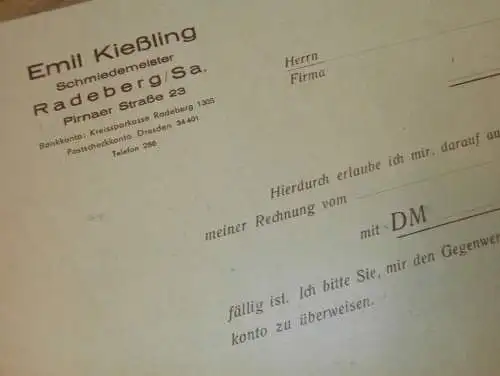 Emil Kießling
Schmiedemeister
Radeberg/Sa.
Pirnaer Straße 23
Bankkonto: Kreissparkasse Radeberg 1305
Postscheckkonto Dresden 34401
Telefon 286
Herrn
Firma
Hierdurch erlaube ich mir, darauf
meiner Rechnung vom
mit DM
fällig ist. Ich bitte Sie, mir den
konto zu überweisen.